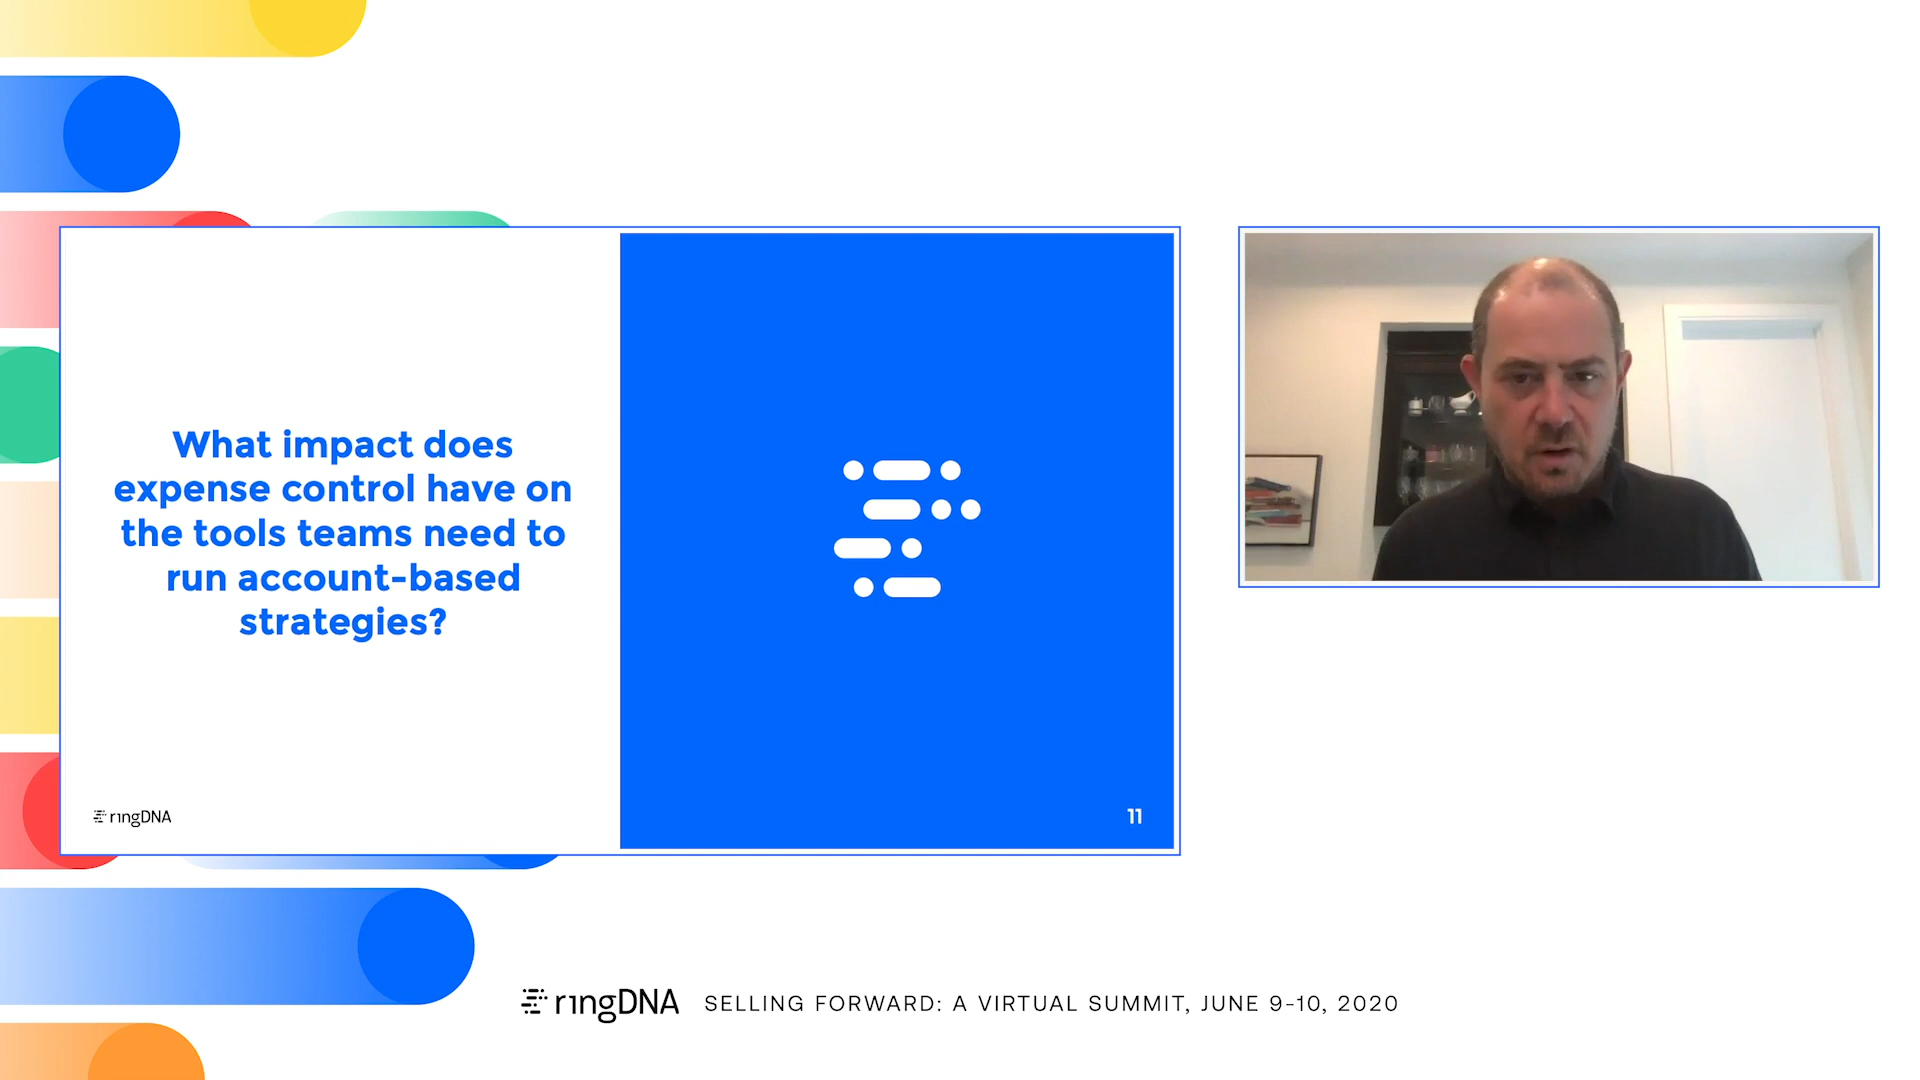 What impact does
expense control have on
the tools teams need to
run account-based
strategies?
ringDNA
11
ringDNA SELLING FORWARD: A VIRTUAL SUMMIT, JUNE 9-10, 2020